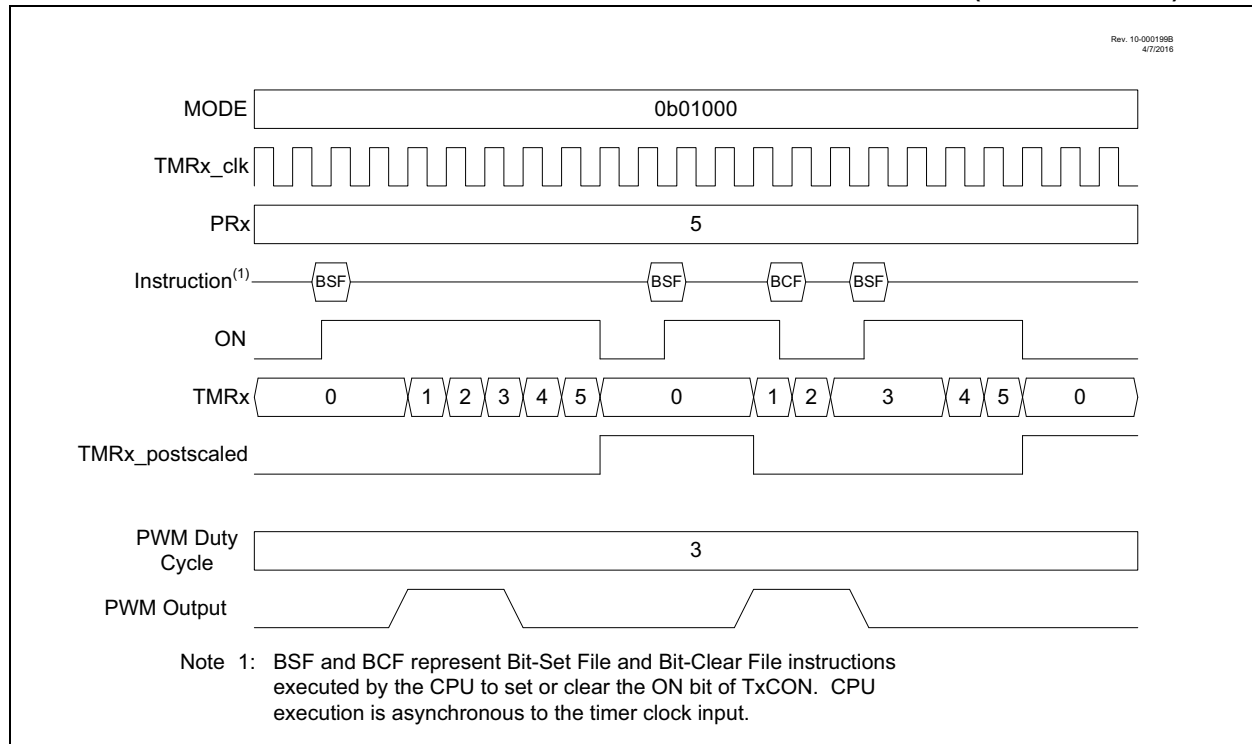 Rev. 10-000199B
4/7/2016
MODE 0b01000
TMRx_clk
PRx 5
Instruction(1) BSF BSF BCF BSF
ON
TMRx 0 1 2 3 4 5 0 1 2 3 4 5 0
TMRx_postscaled
PWM Duty
Cycle 3
PWM Output
Note 1: BSF and BCF represent Bit-Set File and Bit-Clear File instructions
executed by the CPU to set or clear the ON bit of TxCON. CPU
execution is asynchronous to the timer clock input.